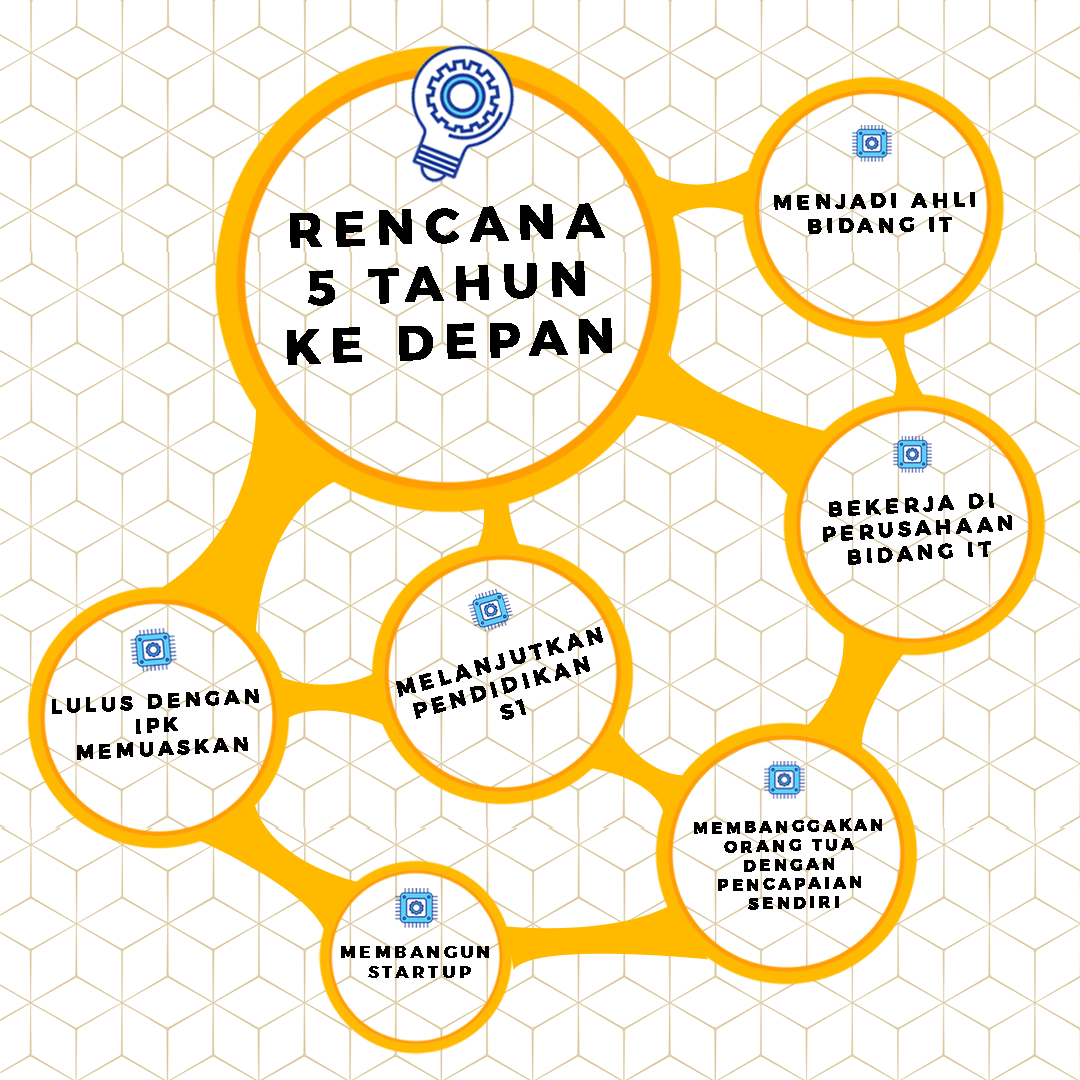 RENCANA
5 TAHUN
KE DEPAN
MENJADI AHLI
BIDANG IT
BEKERJA DI
PERUSAHAAN
BIDANG IT
MELANJUTKAN
PENDIDIKAN
S1
LULUS DENGAN
IPK
MEMUASKAN
MEMBANGGAKAN
ORANG TUA
DENGAN
PENCAPAIAN
SENDIRI
MEMBANGUN
STARTUP